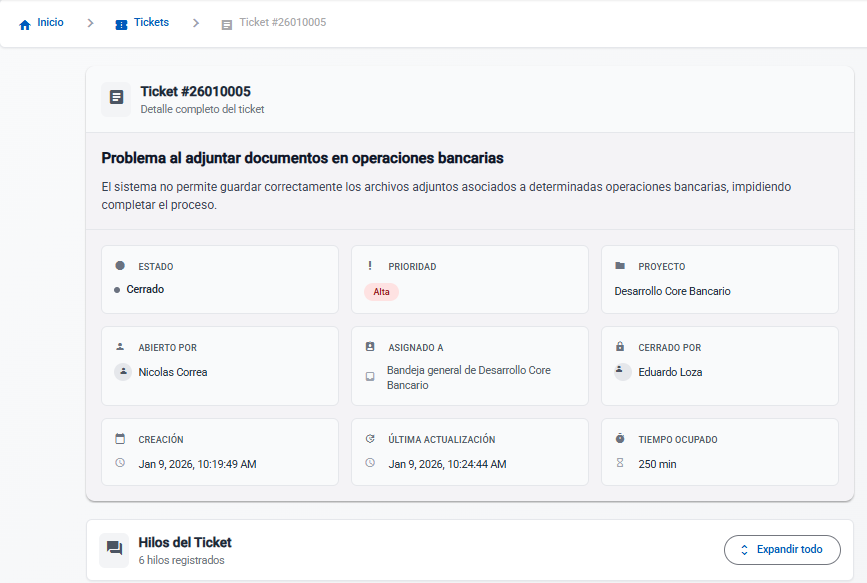 Inicio
Tickets
Ticket #26010005
Ticket #26010005
Detalle completo del ticket
Problema al adjuntar documentos en operaciones bancarias
El sistema no permite guardar correctamente los archivos adjuntos asociados a determinadas operaciones bancarias, impidiendo
completar el proceso.
ESTADO
Cerrado
PRIORIDAD
Alta
PROYECTO
Desarrollo Core Bancario
ABIERTO POR
Nicolas Correa
ASIGNADO A
Bandeja general de Desarrollo Core
Bancario
CERRADO POR
Eduardo Loza
CREACIÓN
Jan 9, 2026, 10:19:49 AM
ÚLTIMA ACTUALIZACIÓN
Jan 9, 2026, 10:24:44 AM
TIEMPO OCUPADO
250 min
Hilos del Ticket
6 hilos registrados
Expandir todo